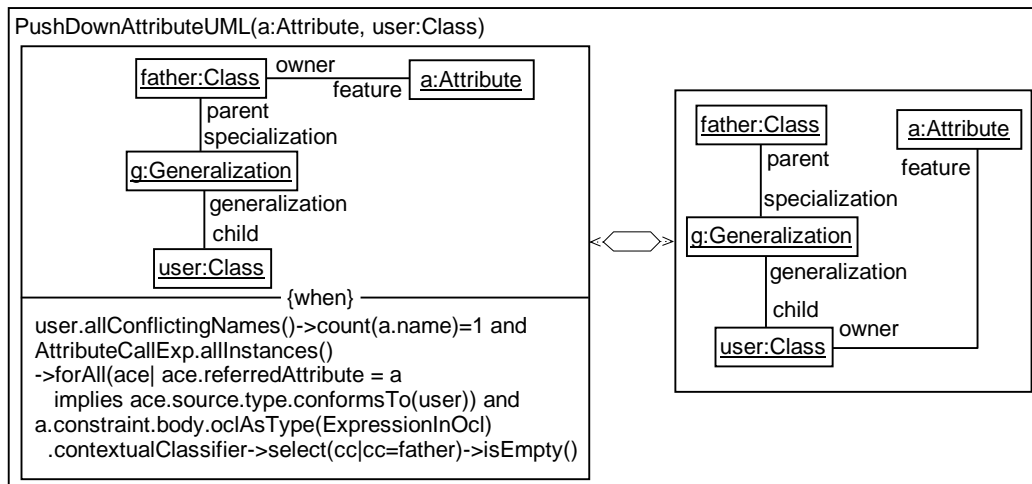 PushDownAttributeUML(a:Attribute, user:Class)
father:Class
owner
feature
a:Attribute
parent
specialization
g:Generalization
generalization
child
user:Class
{when}
user.allConflictingNames()->count(a.name)=1 and
AttributeCallExp.allInstances()
->forAll(ace| ace.referredAttribute = a
implies ace.source.type.conformsTo(user)) and
a.constraint.body.oclAsType(ExpressionInOcl)
.contextualClassifier->select(cc|cc=father)->isEmpty()
father:Class
a:Attribute
parent
feature
specialization
g:Generalization
generalization
child
owner
user:Class